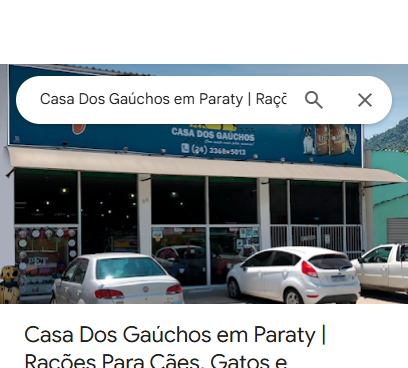 Casa Dos Gaúchos em Paraty | Raçõ
CASA DOS GAÚCHOS
(24) 3368-5013
PET
Casa Dos Gaúchos em Paraty |
Rações Para Cães, Gatos e